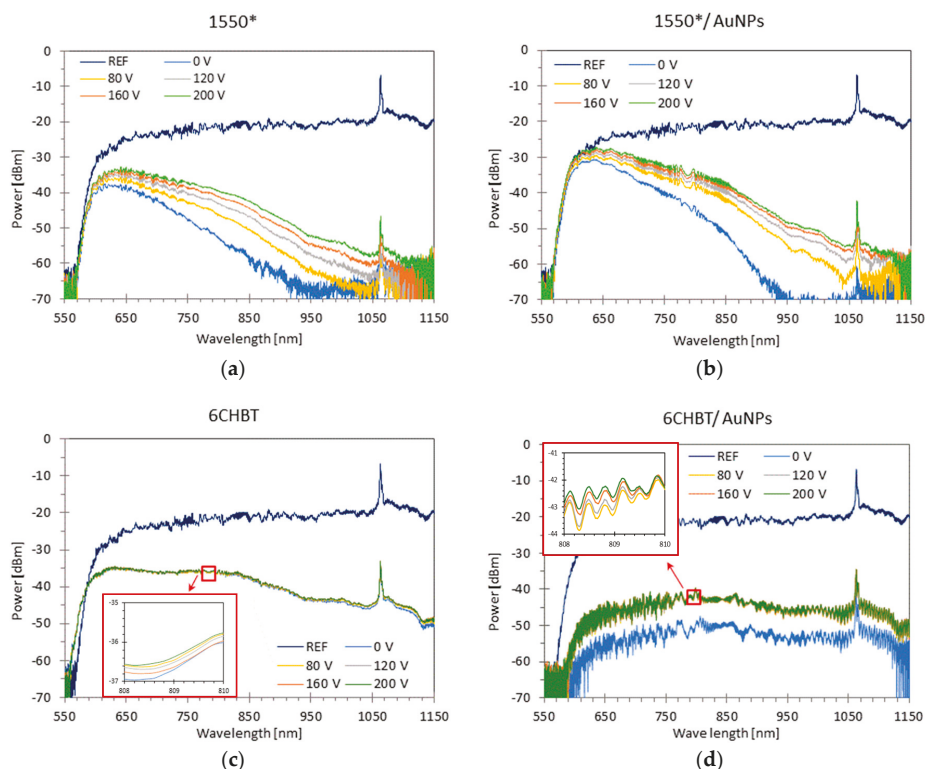 1550*
0
-10
-20
-30
-40
-50
-60
-70
Power [dBm]
REF
0 V
80 V
120 V
160 V
200 V
550 650 750 850 950 1050 1150
Wavelength [nm]
(a)
1550*/ AuNPs
0
-10
-20
-30
-40
-50
-60
-70
Power [dBm]
REF
0 V
80 V
120 V
160 V
200 V
550 650 750 850 950 1050 1150
Wavelength [nm]
(b)
6CHBT
0
-10
-20
-30
-40
-50
-60
-70
Power [dBm]
-35
-36
-37
808 809 810
REF
0 V
80 V
120 V
160 V
200 V
550 650 750 850 950 1050 1150
Wavelength [nm]
(c)
6CHBT/ AuNPs
0
-10
-20
-30
-40
-50
-60
-70
Power [dBm]
-41
-42
-43
-44
808 809 810
REF
0 V
80 V
120 V
160 V
200 V
550 650 750 850 950 1050 1150
Wave length [nm]
(d)